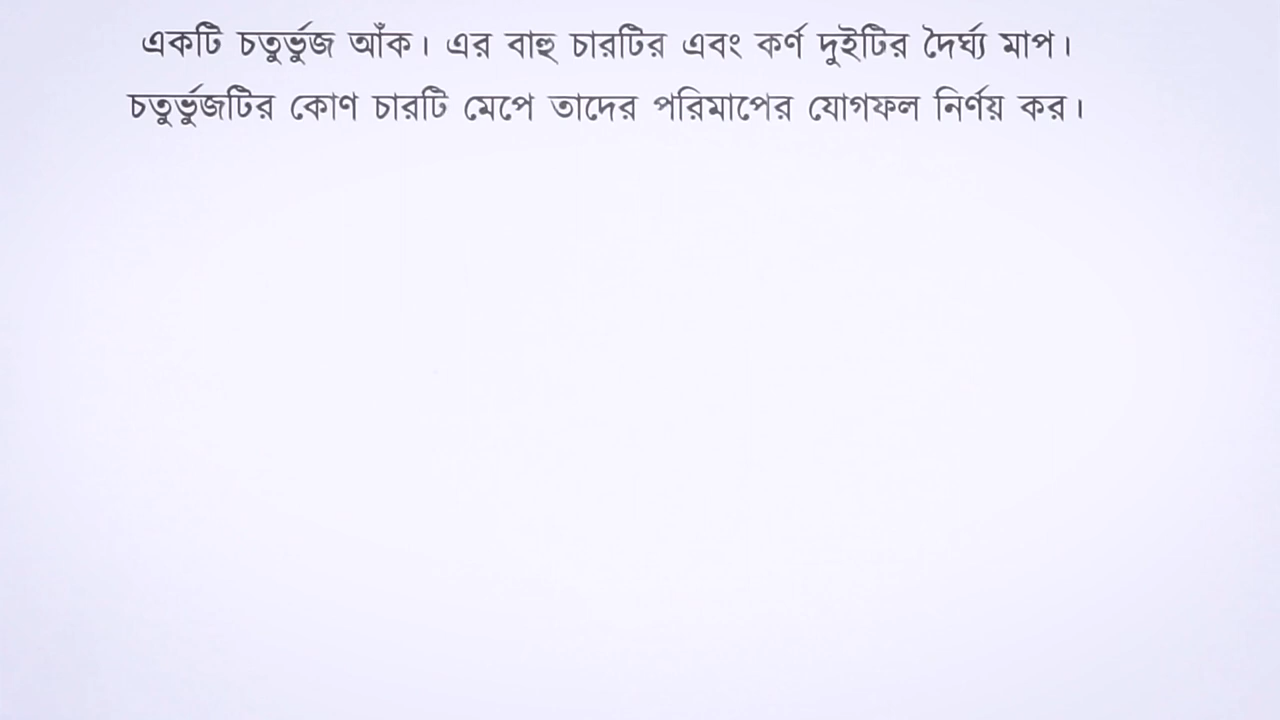 একটি চতুর্ভুজ আঁক। এর বাহু চারটির এবং কর্ণ দুইটির দৈর্ঘ্য মাপ।
চতুর্ভুজটির কোণ চারটি মেপে তাদের পরিমাপের যোগফল নির্ণয় কর।